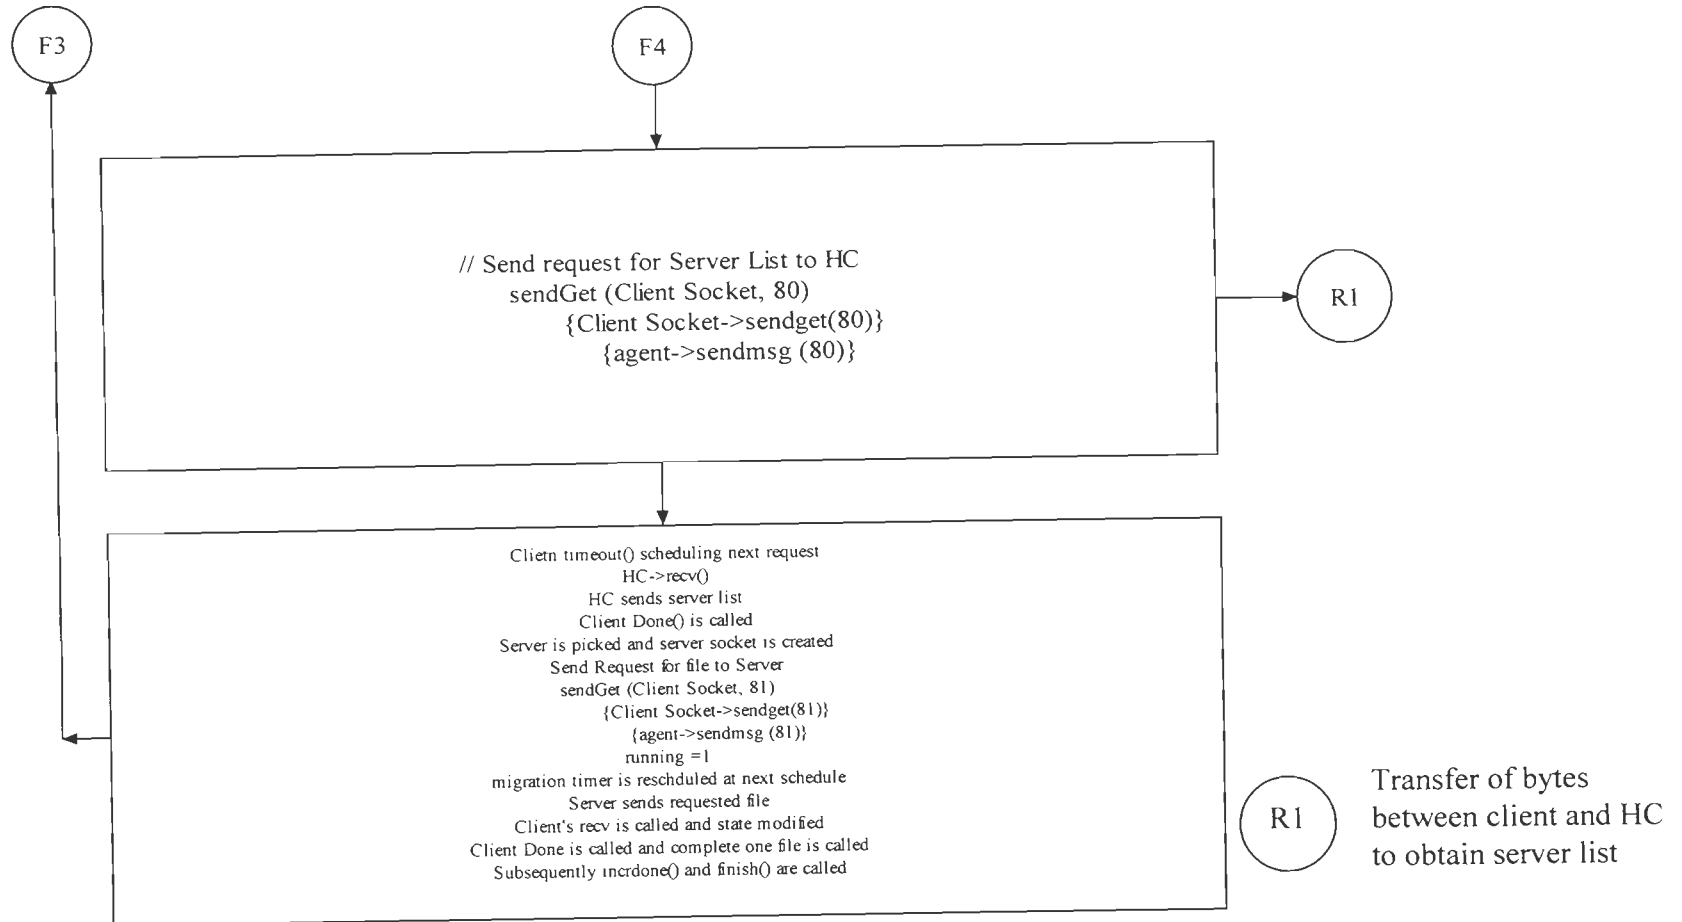 F3
F4
// Send request for Server List to HC
sendGet (Client Socket, 80)
{Client Socket->sendget(80)}
{agent->sendmsg (80)}
R1
Clietn timeout() scheduling next request
HC->recv()
HC sends server list
Client Done() is called
Server is picked and server socket is created
Send Request for file to Server
sendGet (Client Socket, 81)
{Client Socket->sendget(81)}
{agent->sendmsg (81)}
running =1
migration timer is reschduled at next schedule
Server sends requested file
Client's recv is called and state modified
Client Done is called and complete one file is called
Subsequently incrdone() and finish() are called
R1
Transfer of bytes
between client and HC
to obtain server list